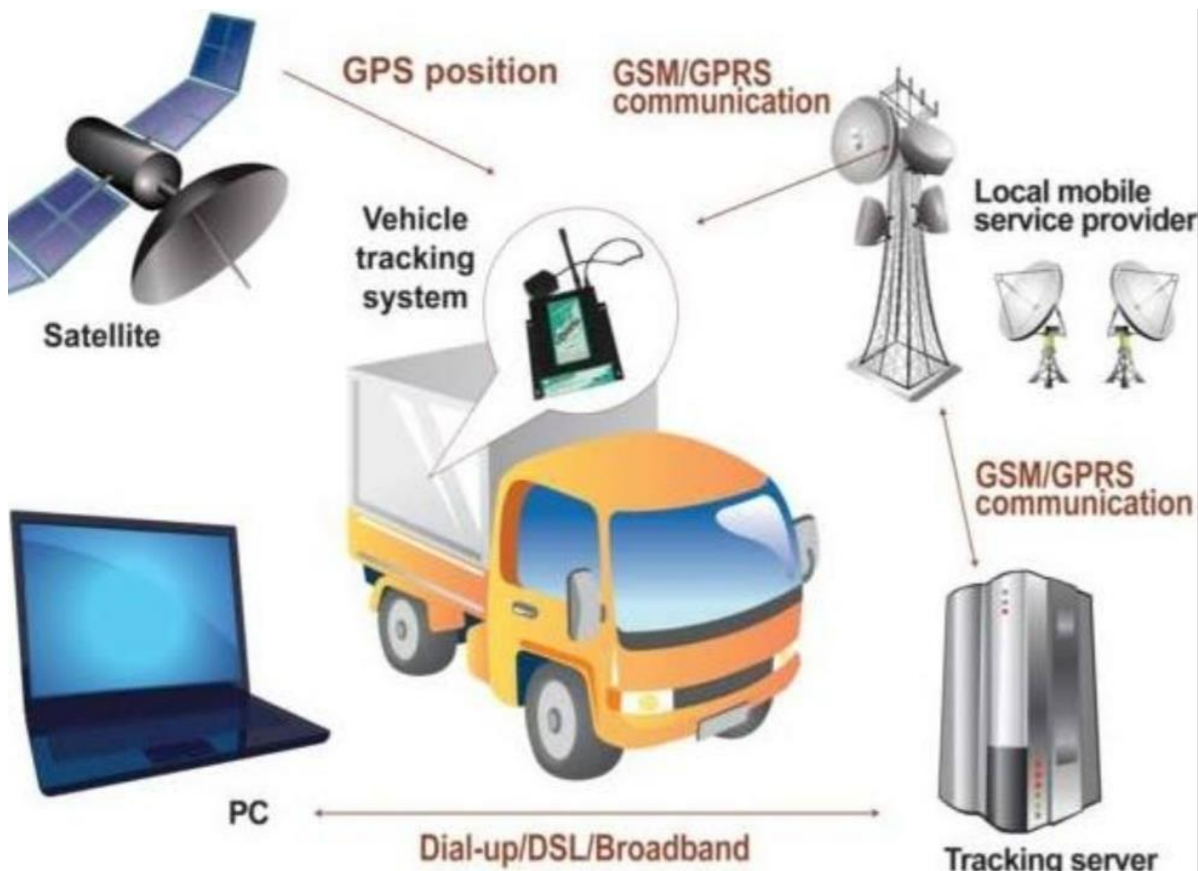 GPS position
GSM/GPRS
communication
Local mobile
service provider
Vehicle
tracking
system
Satellite
GSM/GPRS
communication
PC
Dial-up/DSL/Broadband
Tracking server